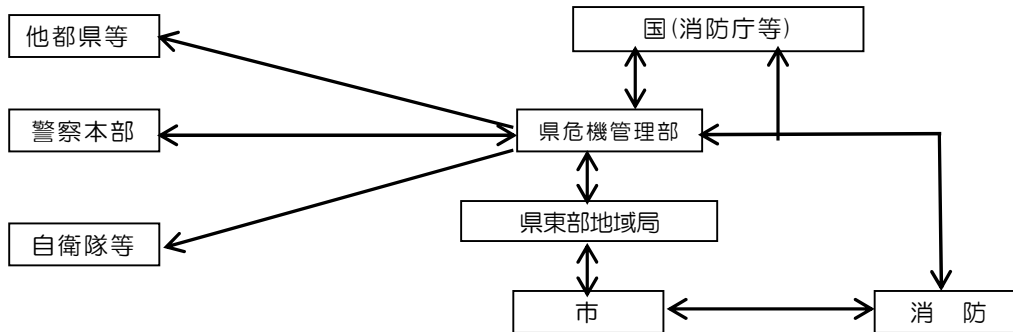 国(消防庁等)
他都県等
警察本部
県危機管理部
県東部地域局
自衛隊等
市
消 防